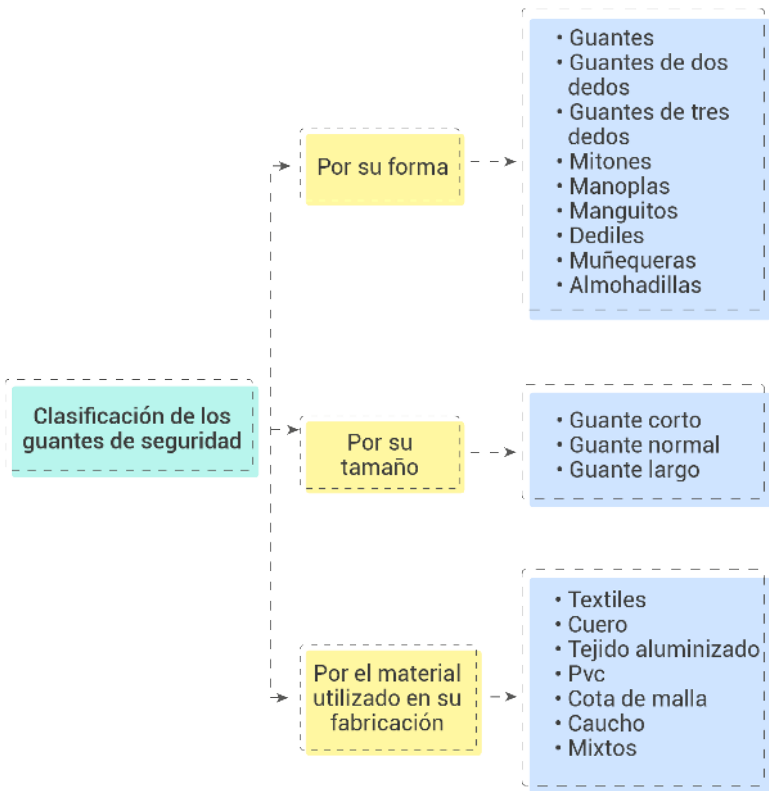 Clasificación de los
guantes de seguridad
Por su forma
• Guantes
• Guantes de dos
dedos
• Guantes de tres
dedos
• Mitones
• Manoplas
• Manguitos
• Dediles
• Muñequeras
• Almohadillas
Por su
tamaño
• Guante corto
• Guante normal
• Guante largo
Por el material
utilizado en su
fabricación
• Textiles
• Cuero
• Tejido aluminizado
• Pvc
• Cota de malla
• Caucho
• Mixtos